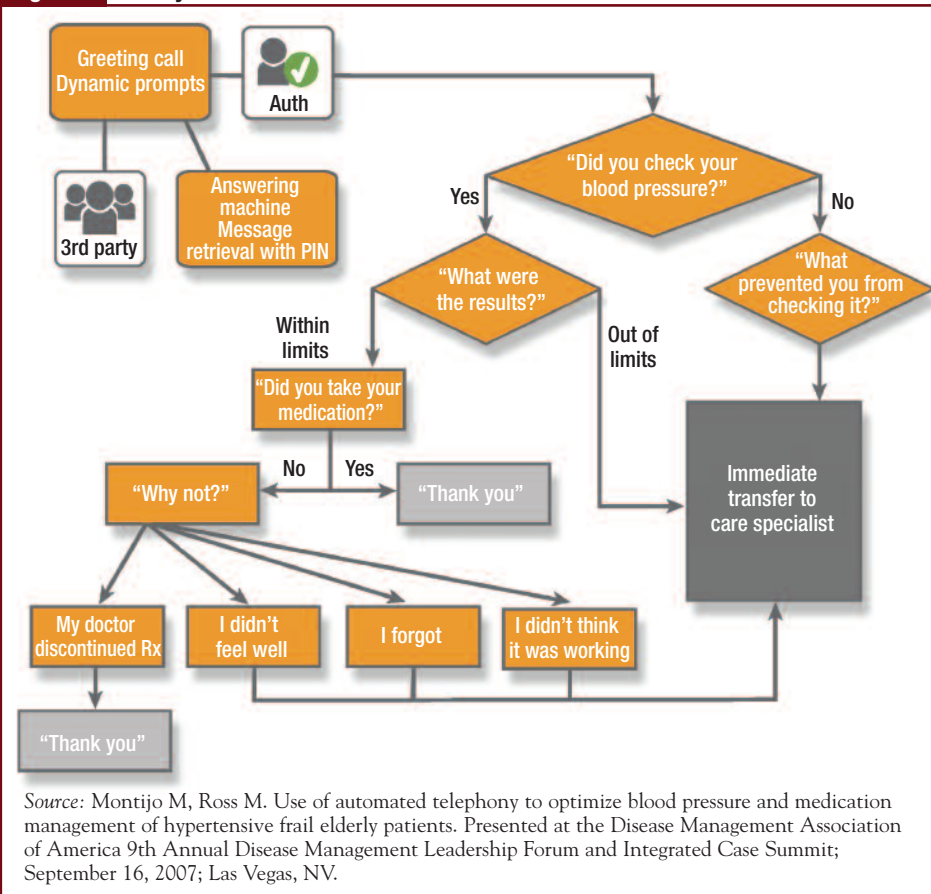 Greeting call
Dynamic prompts
Auth
3rd party
Answering
machine
Message
retrieval with PIN
“Did you check your
blood pressure?”
Yes
No
“What were
the results?”
“What
prevented you from
checking it?”
Within
limits
Out of
limits
“Did you take your
medication?”
No
Yes
“Why not?”
“Thank you”
Immediate
transfer to
care specialist
My doctor
discontinued Rx
I didn’t
feel well
I forgot
I didn’t think
it was working
“Thank you”
Source: Montijo M, Ross M. Use of automated telephony to optimize blood pressure and medication
management of hypertensive frail elderly patients. Presented at the Disease Management Association
of America 9th Annual Disease Management Leadership Forum and Integrated Case Summit;
September 16, 2007; Las Vegas, NV.